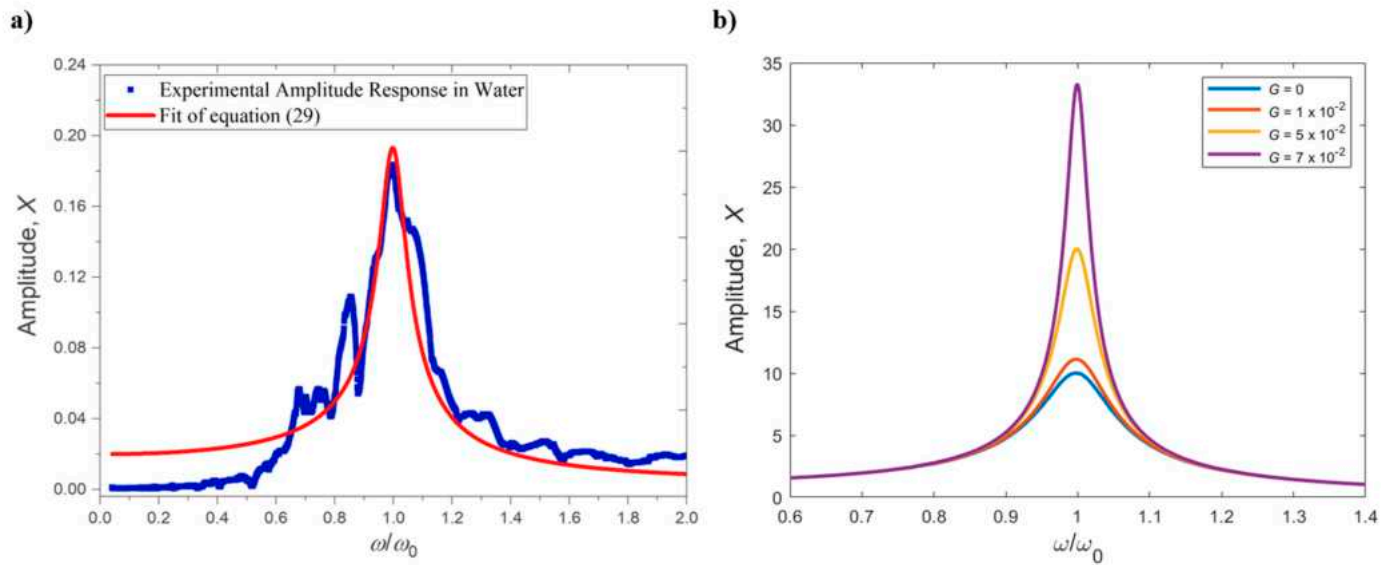 a)
0.24
0.20
0.16
0.12
0.08
0.04
0.00
Amplitude, X
Experimental Amplitude Response in Water
Fit of equation (29)
0.0 0.2 0.4 0.6 0.8 1.0 1.2 1.4 1.6 1.8 2.0
ω/ω0
b)
35
30
25
20
15
10
5
0
Amplitude, X
G = 0
G = 1 x 10-2
G = 5 x 10-2
G = 7 x 10-2
0.6 0.7 0.8 0.9 1 1.1 1.2 1.3 1.4
ω/ω0